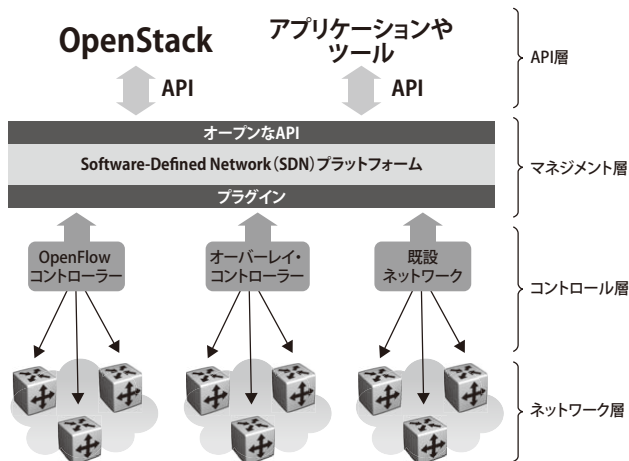 OpenStack
アプリケーションや
ツール
API
API
API層
オープンなAPI
Software-Defined Network(SDN)プラットフォーム
プラグイン
マネジメント層
OpenFlow
コントローラー
オーバーレイ・
コントローラー
既設
ネットワーク
コントロール層
ネットワーク層